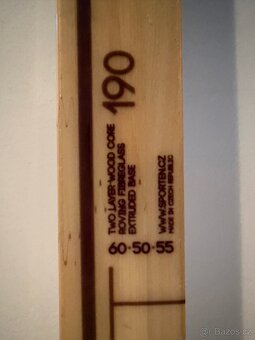 190
TWO LAYER WOOD CORE
ROVING FIBREGLASS
EXTRUDED BASE
WWW.SPORTEN.CZ
MADE IN CZECH REPUBLIC
60-50-55
bazos.cz